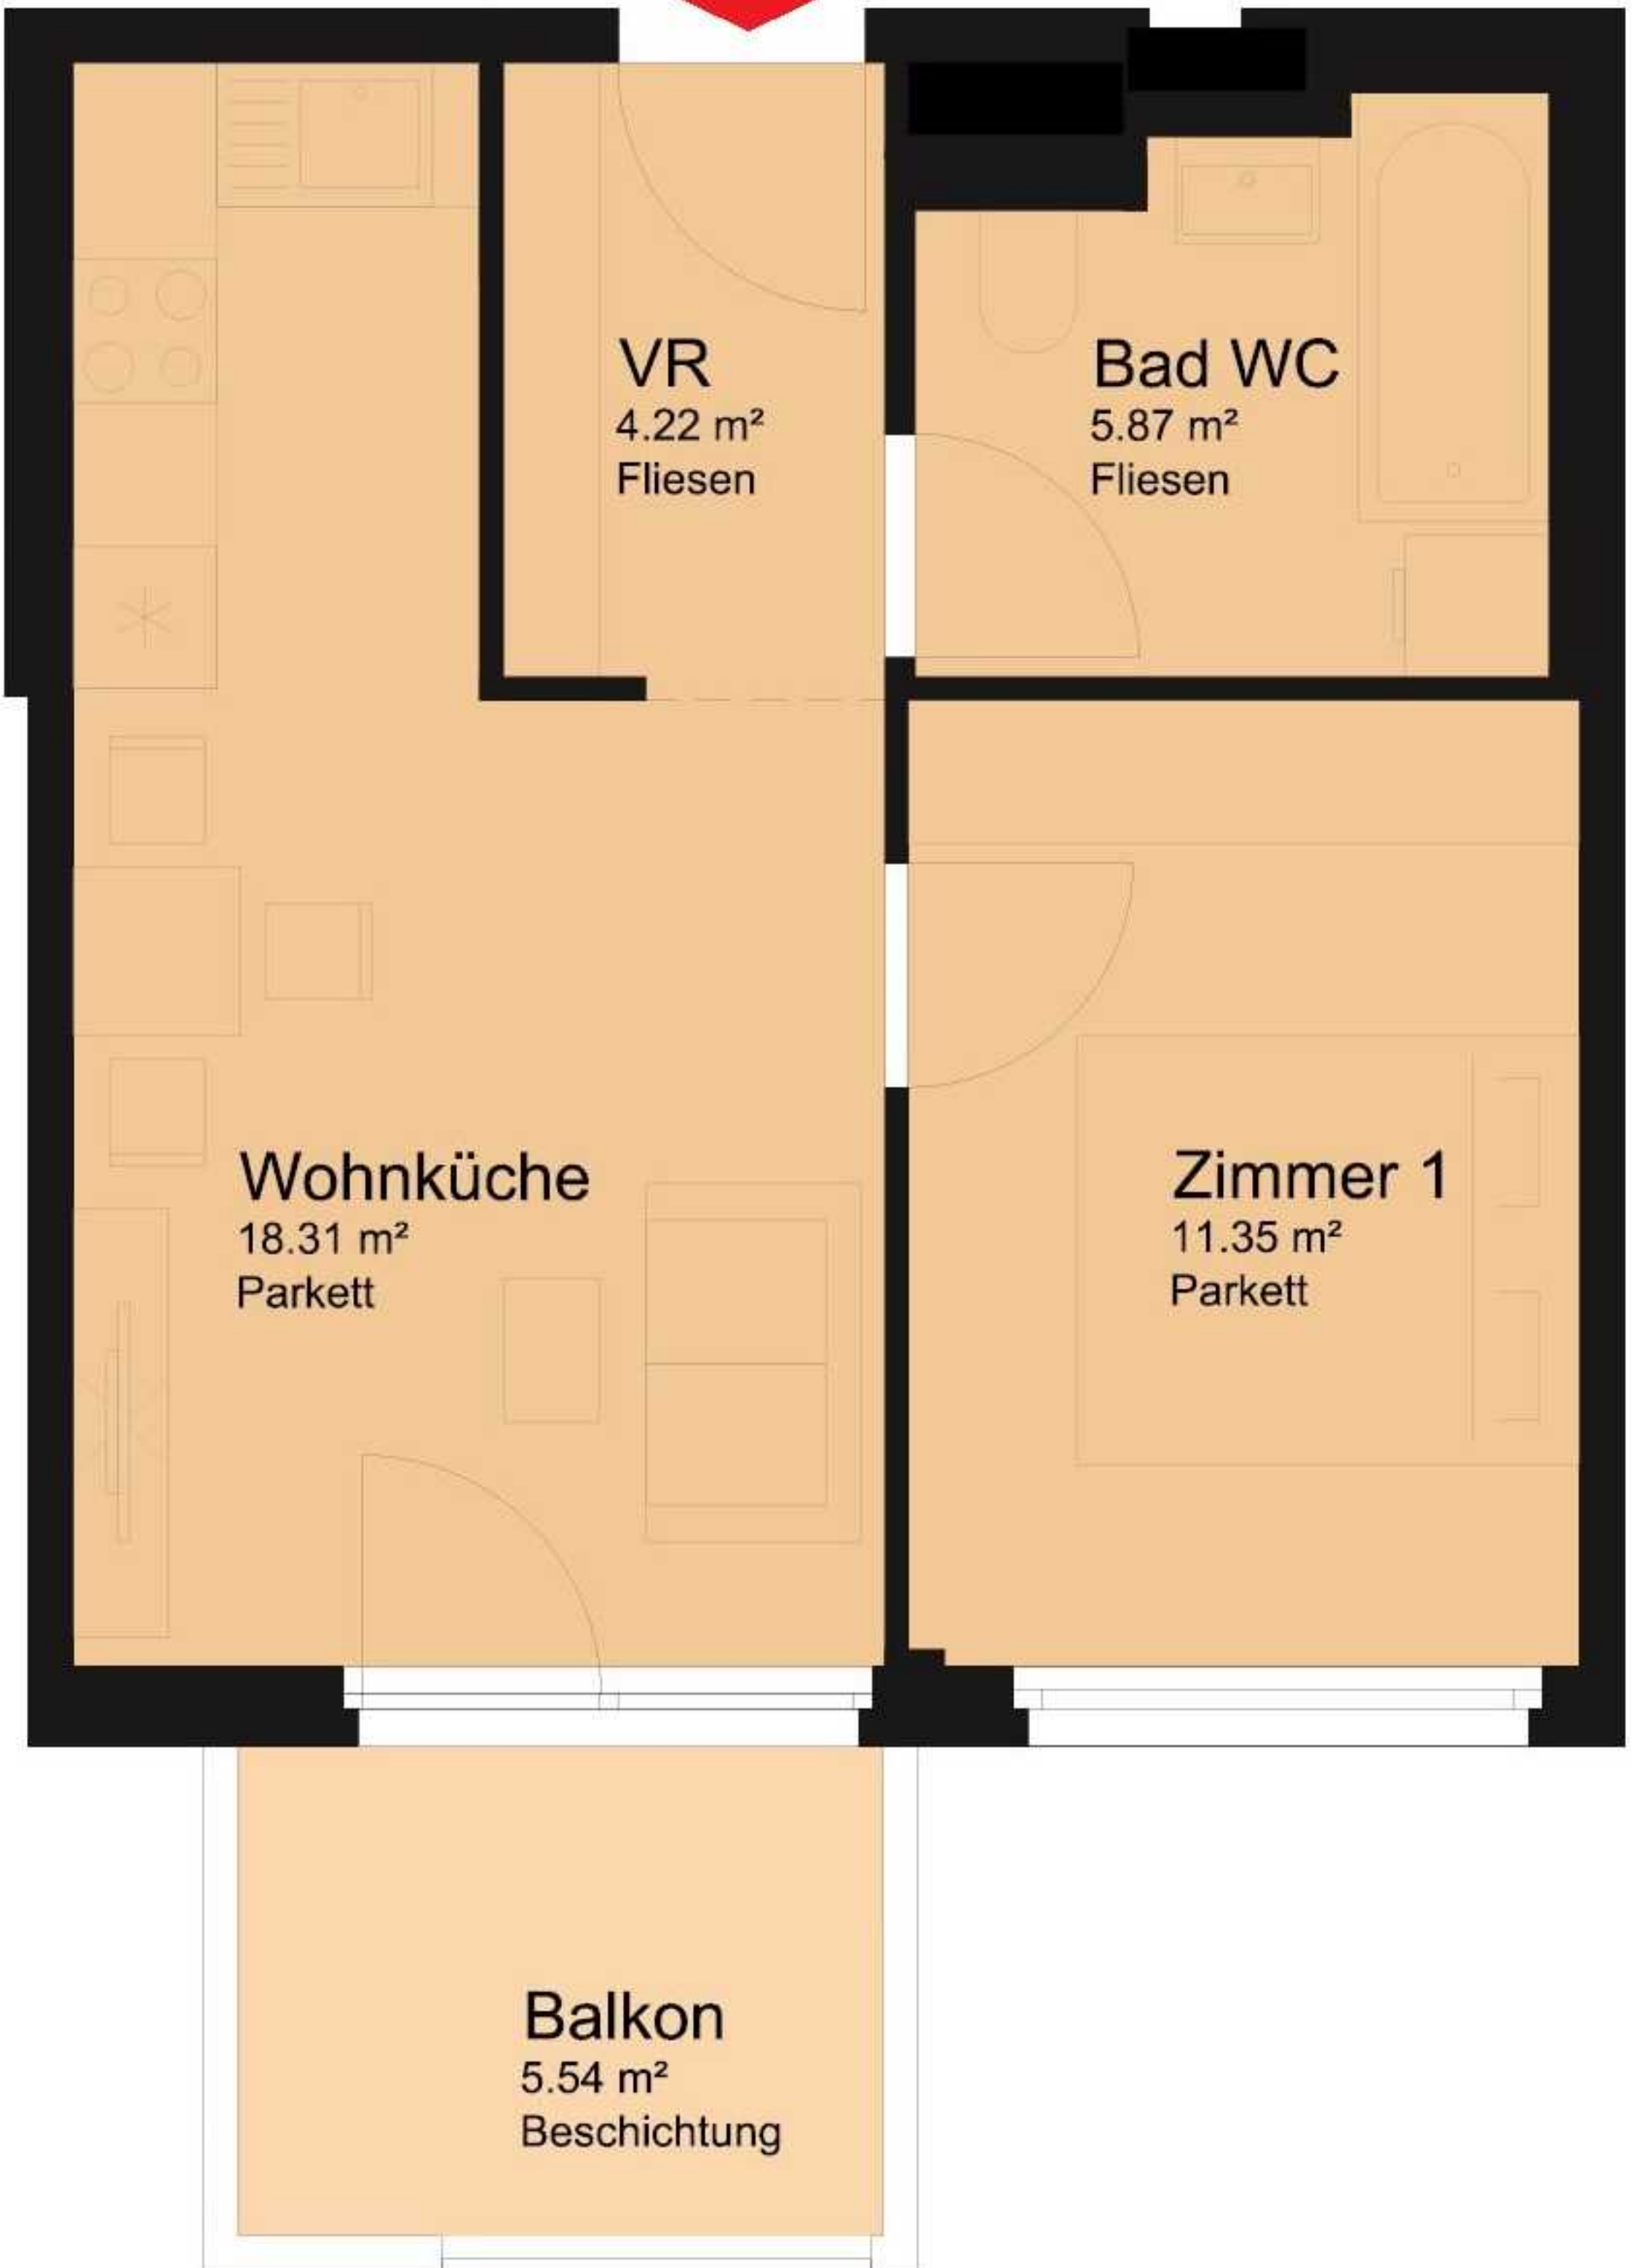 VR
4.22 m²
Fliesen
Bad WC
5.87 m²
Fliesen
Wohnküche
18.31 m²
Parkett
Zimmer 1
11.35 m²
Parkett
Balkon
5.54 m²
Beschichtung